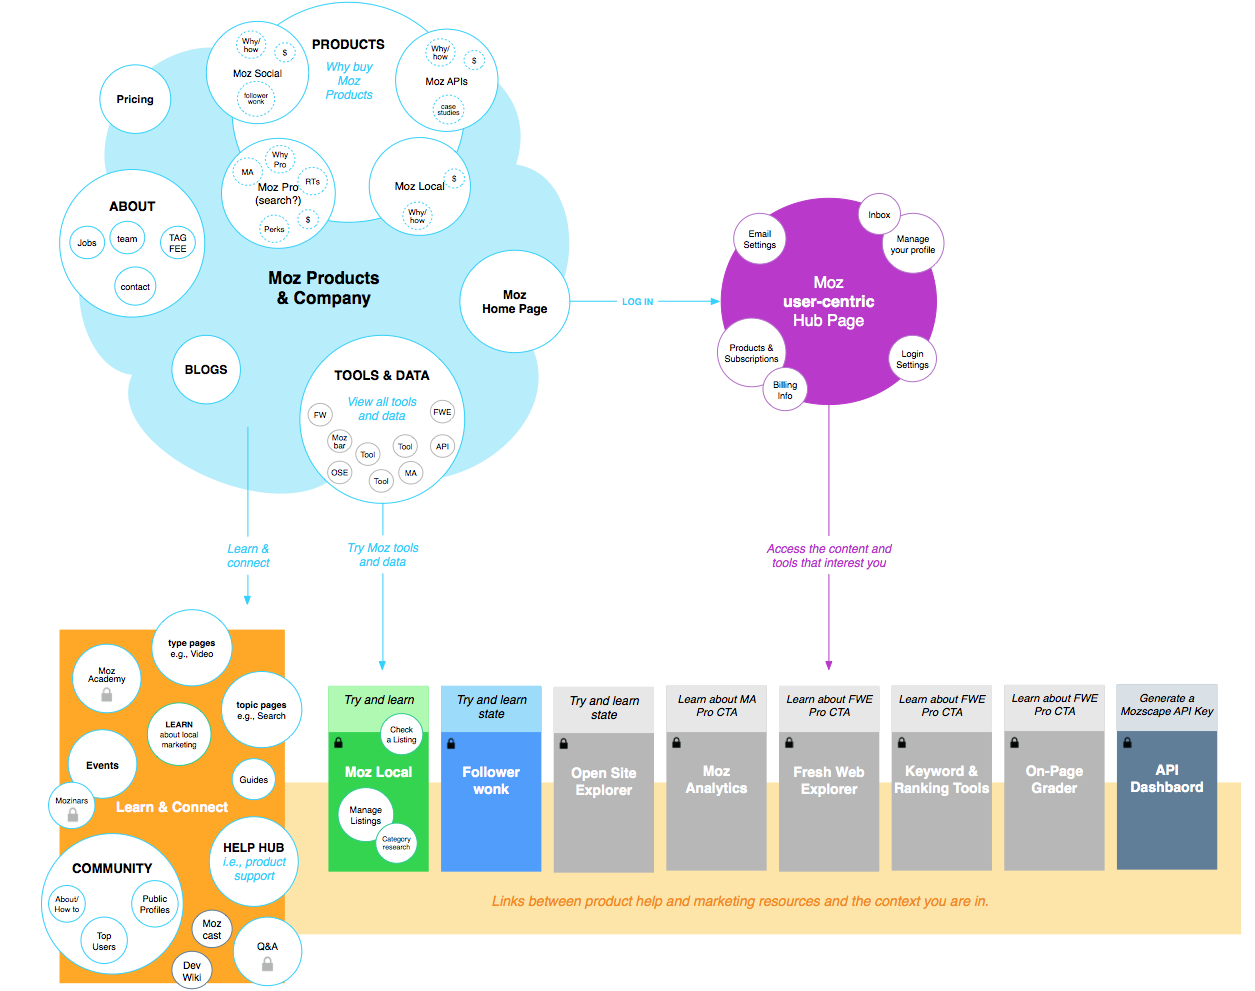 PRODUCTS
Why buy
Moz
Products
Why/
how
$
Moz Social
follower
wonk
Why/
how
$
Moz APIs
case
studies
Pricing
Why
Pro
MA
RTs
Moz Pro
(search?)
$
Perks
Moz Local
$
Why/
how
ABOUT
Jobs
team
TAG
FEE
contact
Moz Products
& Company
Moz
Home Page
LOG IN
BLOGS
TOOLS & DATA
View all tools
and data
FW
FWE
Moz
bar
Tool
Tool
API
OSE
Tool
MA
Inbox
Email
Settings
Manage
your profile
Moz
user-centric
Hub Page
Products &
Subscriptions
Login
Settings
Billing
Info
Learn &
connect
Try Moz tools
and data
Access the content and
tools that interest you
type pages
e.g., Video
Moz
Academy
topic pages
e.g., Search
LEARN
about local
marketing
Events
Guides
Mozinars
Learn & Connect
HELP HUB
i.e., product
support
COMMUNITY
About/
How to
Public
Profiles
Top
Users
Moz
cast
Q&A
Dev
Wiki
Try and learn
Check
a Listing
Moz Local
Manage
Listings
Category
research
Try and learn
state
Follower
wonk
Try and learn
state
Open Site
Explorer
Learn about MA
Pro CTA
Moz
Analytics
Learn about FWE
Pro CTA
Fresh Web
Explorer
Learn about FWE
Pro CTA
Keyword &
Ranking Tools
Learn about FWE
Pro CTA
On-Page
Grader
Generate a
Mozscape API Key
API
Dashbaord
Links between product help and marketing resources and the context you are in.